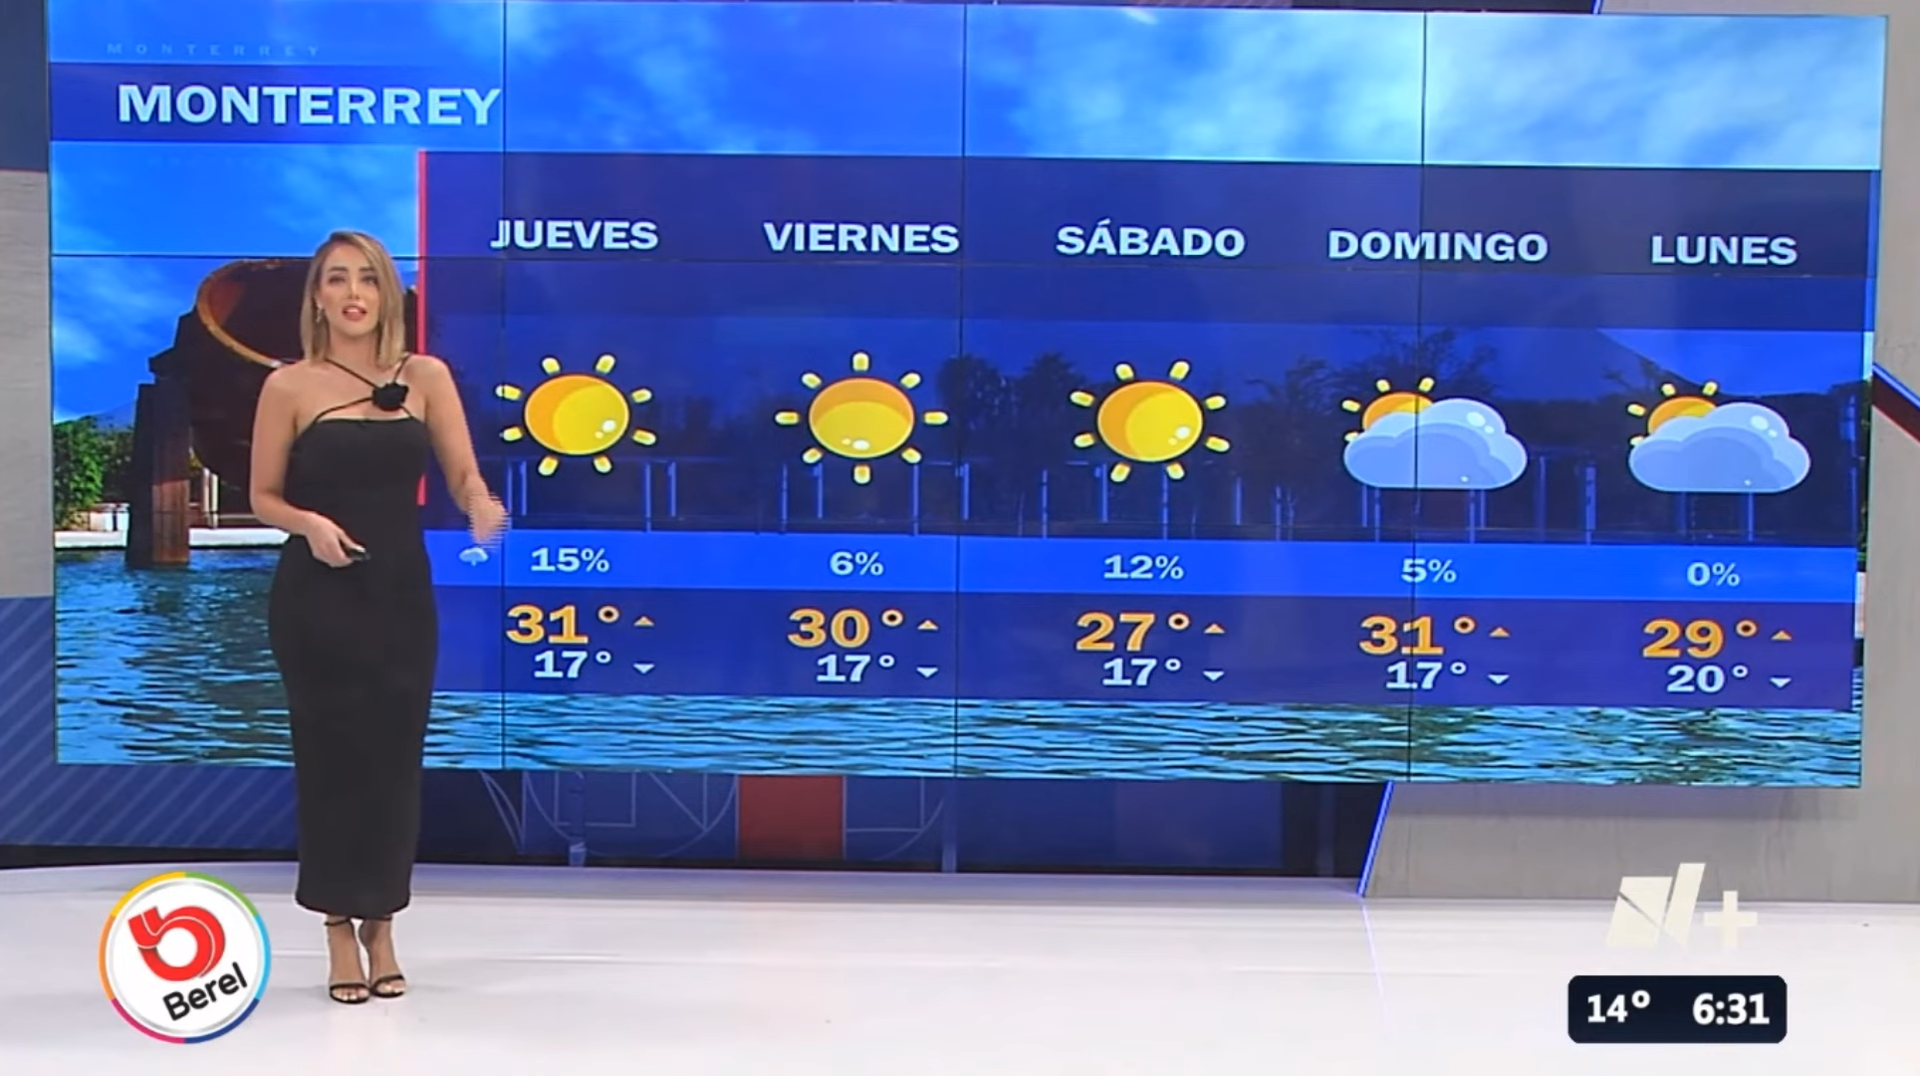 MONTERREY
MONTERREY
JUEVES VIERNES SÁBADO DOMINGO LUNES
15% 6% 12% 5% 0%
31° 30° 27° 31° 29°
17° 17° 17° 17° 20°
Berel
N+
14° 6:31